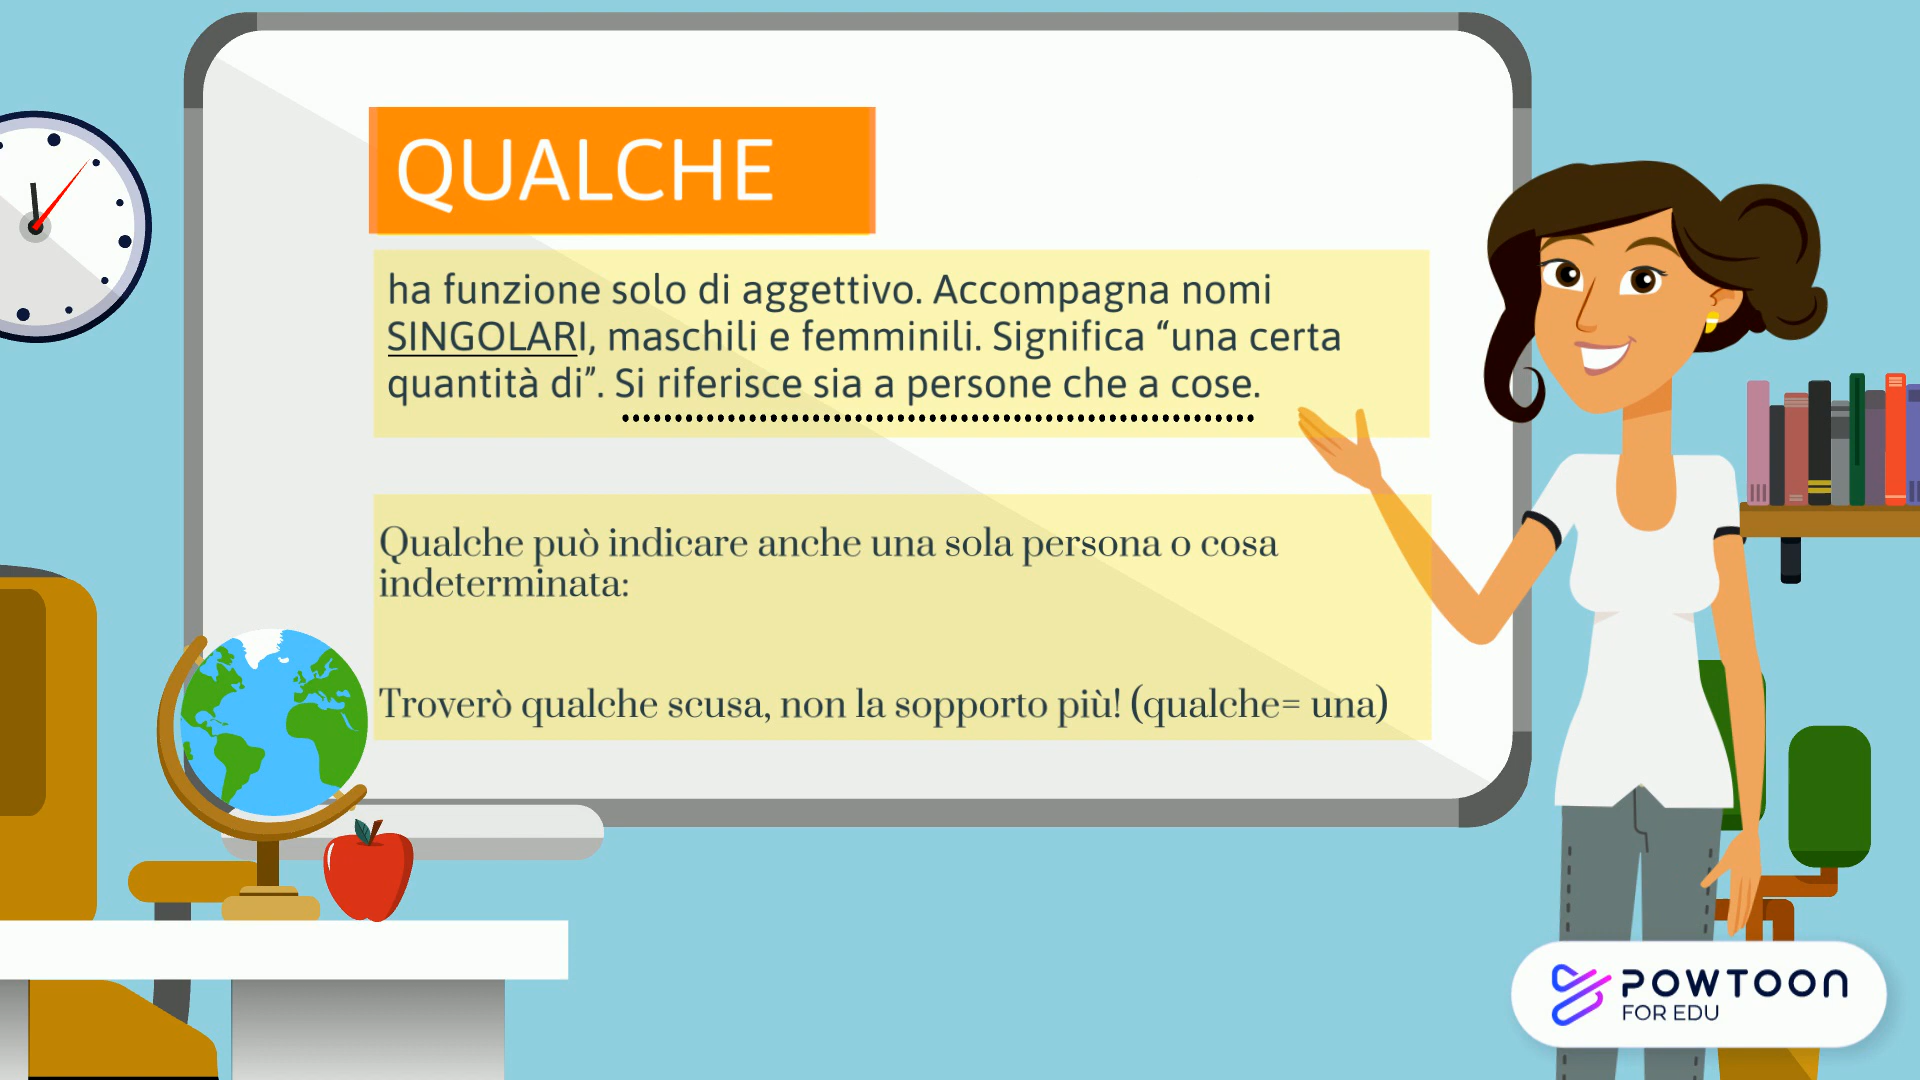 QUALCHE
ha funzione solo di aggettivo. Accompagna nomi
SINGOLARI, maschili e femminili. Significa “una certa
quantità di”. Si riferisce sia a persone che a cose.
Qualche può indicare anche una sola persona o cosa
indeterminata:
Troverò qualche scusa, non la sopporto più! (qualche= una)
POWTOON
FOR EDU